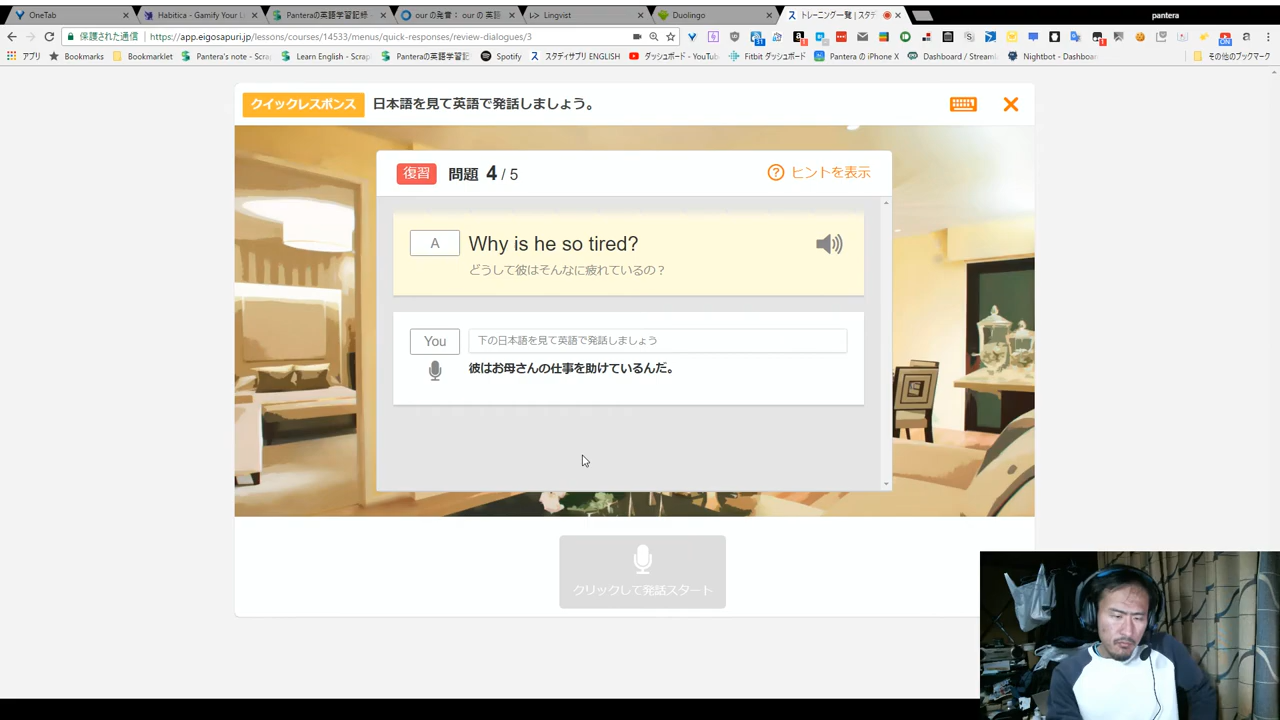 OneTab
Habitica - Gamify Your L
Panteraの英語学習記録
our の発音： our の 英語
Lingvist
Duolingo
トレーニング一覧 | スタデ
pantera
保護された通信
https://app.eigosapuri.jp/lessons/courses/14533/menus/quick-responses/review-dialogues/3
アプリ
Bookmarks
Bookmarklet
Pantera's note - Scra
Learn English - Scrap
Panteraの英語学習記
Spotify
スタディサプリ ENGLISH
ダッシュボード - YouTu
Fitbit ダッシュボード
Pantera の iPhone X
Dashboard / Streaml
Nightbot - Dashboa
その他のブックマーク
クイックレスポンス
日本語を見て英語で発話しましょう。
復習
問題 4 / 5
ヒントを表示
A
Why is he so tired?
どうして彼はそんなに疲れているの？
You
下の日本語を見て英語で発話しましょう
彼はお母さんの仕事を助けているんだ。
クリックして発話スタート